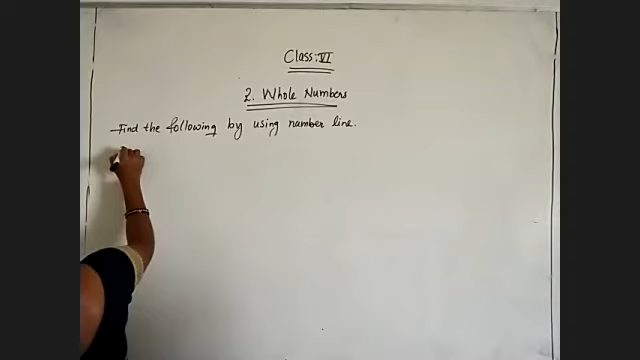 Class: VI
2. Whole Numbers
Find the following by using number line.